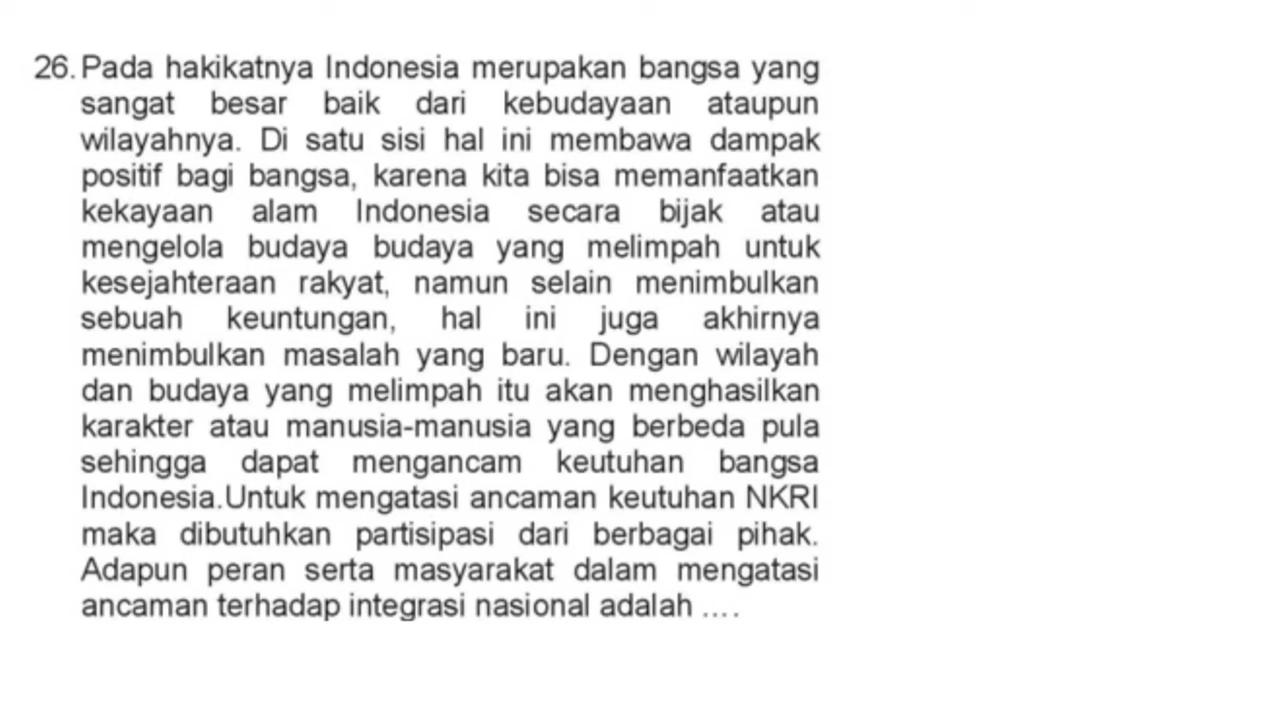 26. Pada hakikatnya Indonesia merupakan bangsa yang
sangat besar baik dari kebudayaan ataupun
wilayahnya. Di satu sisi hal ini membawa dampak
positif bagi bangsa, karena kita bisa memanfaatkan
kekayaan alam Indonesia secara bijak atau
mengelola budaya budaya yang melimpah untuk
kesejahteraan rakyat, namun selain menimbulkan
sebuah keuntungan, hal ini juga akhirnya
menimbulkan masalah yang baru. Dengan wilayah
dan budaya yang melimpah itu akan menghasilkan
karakter atau manusia-manusia yang berbeda pula
sehingga dapat mengancam keutuhan bangsa
Indonesia.Untuk mengatasi ancaman keutuhan NKRI
maka dibutuhkan partisipasi dari berbagai pihak.
Adapun peran serta masyarakat dalam mengatasi
ancaman terhadap integrasi nasional adalah ....